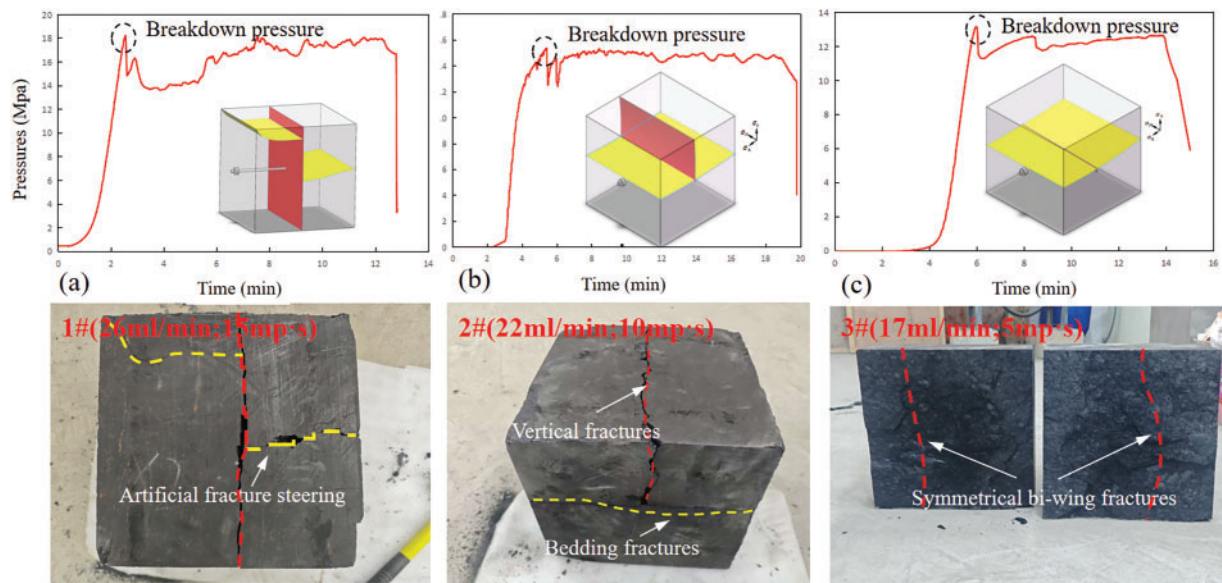 20
18
16
14
12
10
8
6
4
2
0
Pressures (Mpa)
Breakdown pressure
0 2 4 6 8 10 12 14
(a)
Time (min)
2
.8
.6
.4
.2
1
.8
.6
.4
.2
0
Breakdown pressure
0 2 4 6 8 10 12 14 16 18 20
(b)
Time (min)
14
12
10
8
6
4
2
0
Breakdown pressure
0 2 4 6 8 10 12 14 16
(c)
Time (min)
1#(26ml/min;15mp·s)
Artificial fracture steering
2#(22ml/min;10mp·s)
Vertical fractures
Bedding fractures
3#(17ml/min;5mp·s)
Symmetrical bi-wing fractures